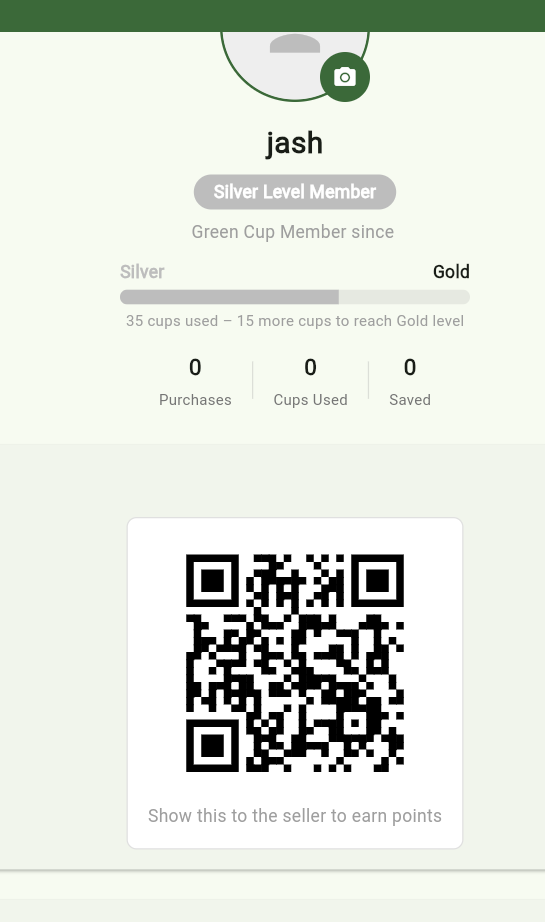 jash
Silver Level Member
Green Cup Member since
Silver Gold
35 cups used – 15 more cups to reach Gold level
0 0 0
Purchases Cups Used Saved
Show this to the seller to earn points